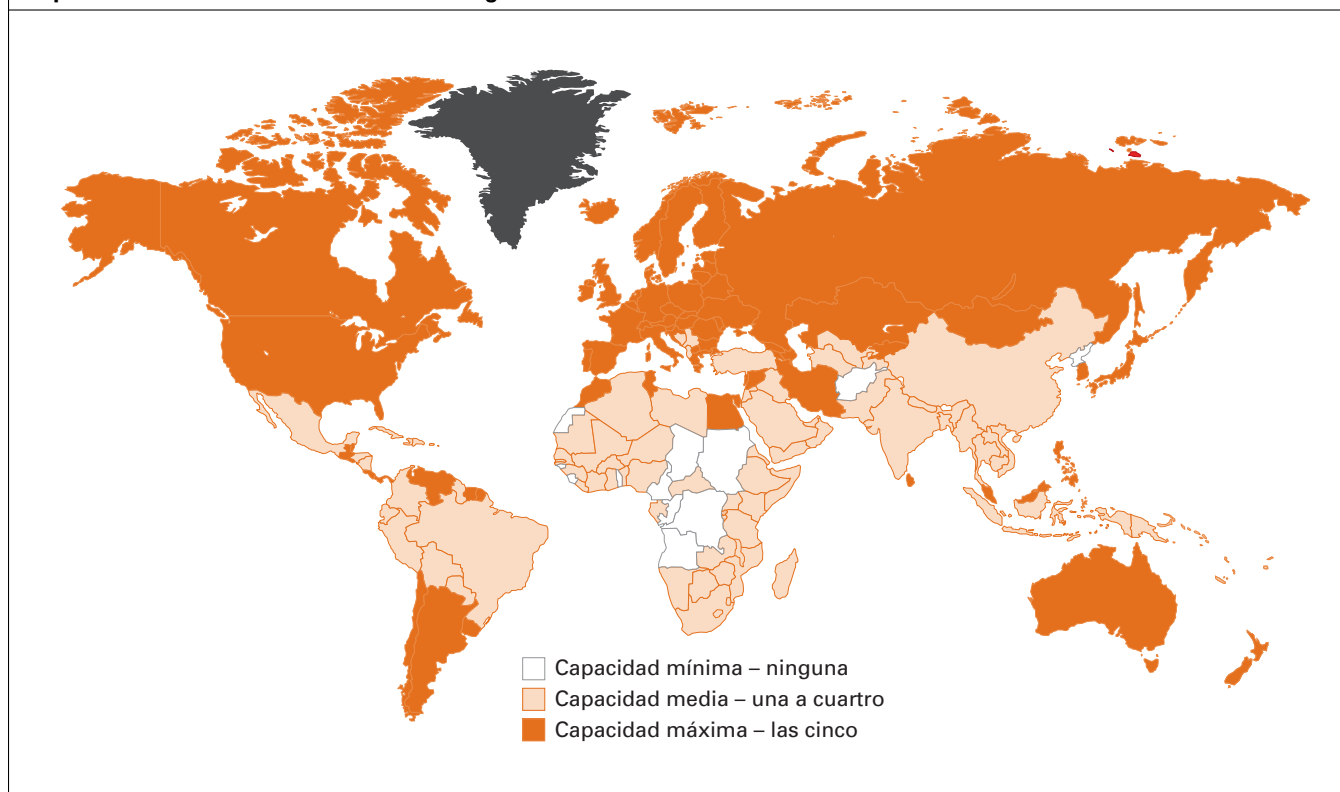 Capacidad mínima – ninguna
Capacidad media – una a cuartro
Capacidad máxima – las cinco